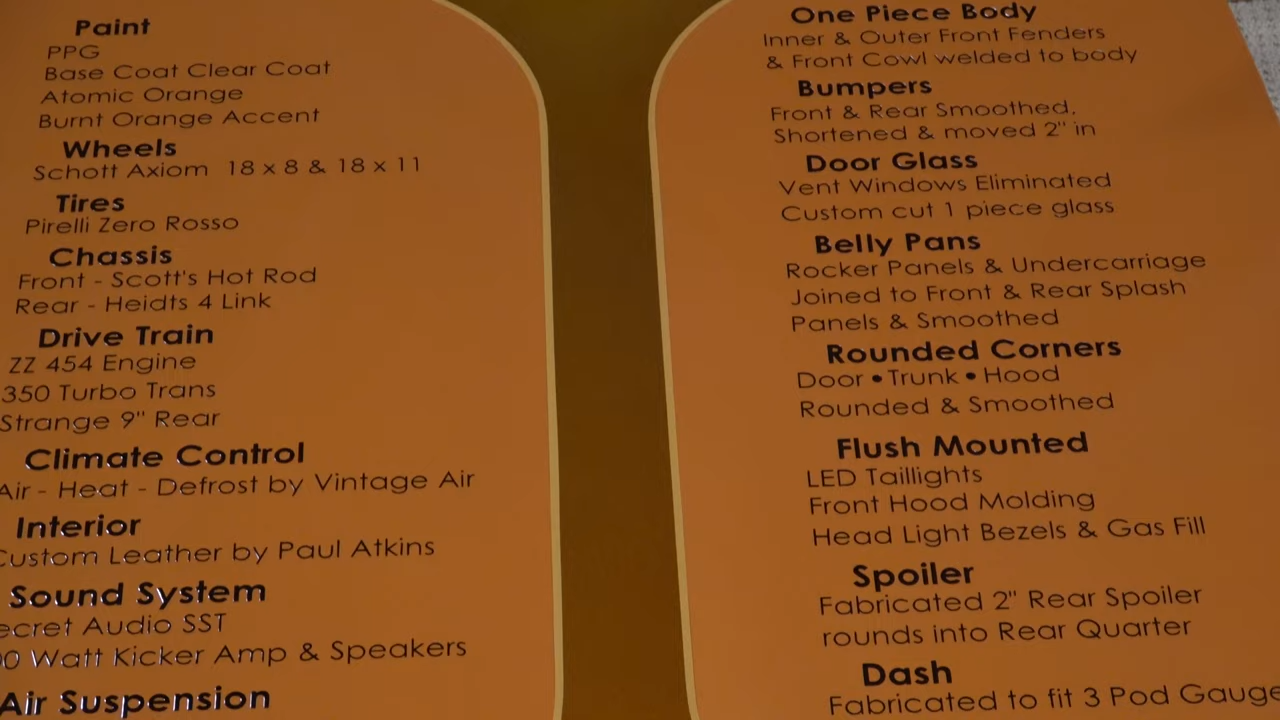 Paint
PPG
Base Coat Clear Coat
Atomic Orange
Burnt Orange Accent
Wheels
Schott Axiom 18 x 8 & 18 x 11
Tires
Pirelli Zero Rosso
Chassis
Front - Scott's Hot Rod
Rear - Heidts 4 Link
Drive Train
ZZ 454 Engine
350 Turbo Trans
Strange 9" Rear
Climate Control
Air - Heat - Defrost by Vintage Air
Interior
Custom Leather by Paul Atkins
Sound System
Audio SST
Watt Kicker Amp & Speakers
Air Suspension
One Piece Body
Inner & Outer Front Fenders
& Front Cowl welded to body
Bumpers
Front & Rear Smoothed,
Shortened & moved 2" in
Door Glass
Vent Windows Eliminated
Custom cut 1 piece glass
Belly Pans
Rocker Panels & Undercarriage
Joined to Front & Rear Splash
Panels & Smoothed
Rounded Corners
Door • Trunk • Hood
Rounded & Smoothed
Flush Mounted
LED Taillights
Front Hood Molding
Head Light Bezels & Gas Fill
Spoiler
Fabricated 2" Rear Spoiler
rounds into Rear Quarter
Dash
Fabricated to fit 3 Pod Gauge